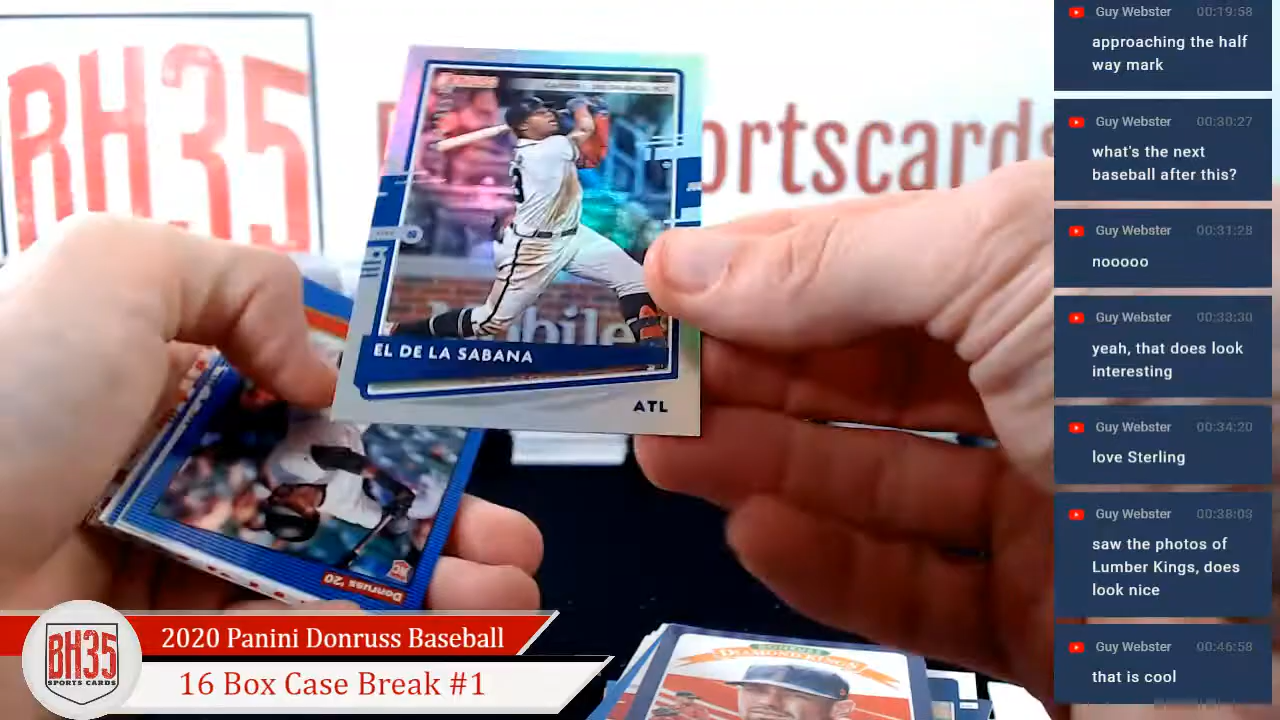 BH35
ortscards
EL DE LA SABANA
ATL
Donruss '20
RC
DIAMOND KINGS
BH35
SPORTS CARDS
2020 Panini Donruss Baseball
16 Box Case Break #1
Guy Webster 00:19:58
approaching the half
way mark
Guy Webster 00:30:27
what's the next
baseball after this?
Guy Webster 00:31:28
nooooo
Guy Webster 00:33:30
yeah, that does look
interesting
Guy Webster 00:34:20
love Sterling
Guy Webster 00:38:03
saw the photos of
Lumber Kings, does
look nice
Guy Webster 00:46:58
that is cool